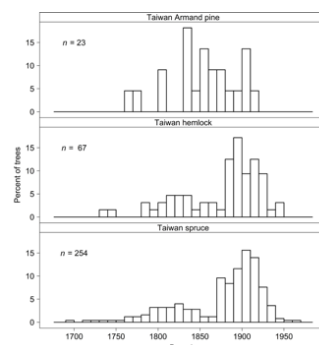 Taiwan Armand pine
n = 23
15
10
5
0
Taiwan hemlock
n = 67
15
10
5
0
Percent of trees
Taiwan spruce
n = 254
15
10
5
0
1700 1750 1800 1850 1900 1950